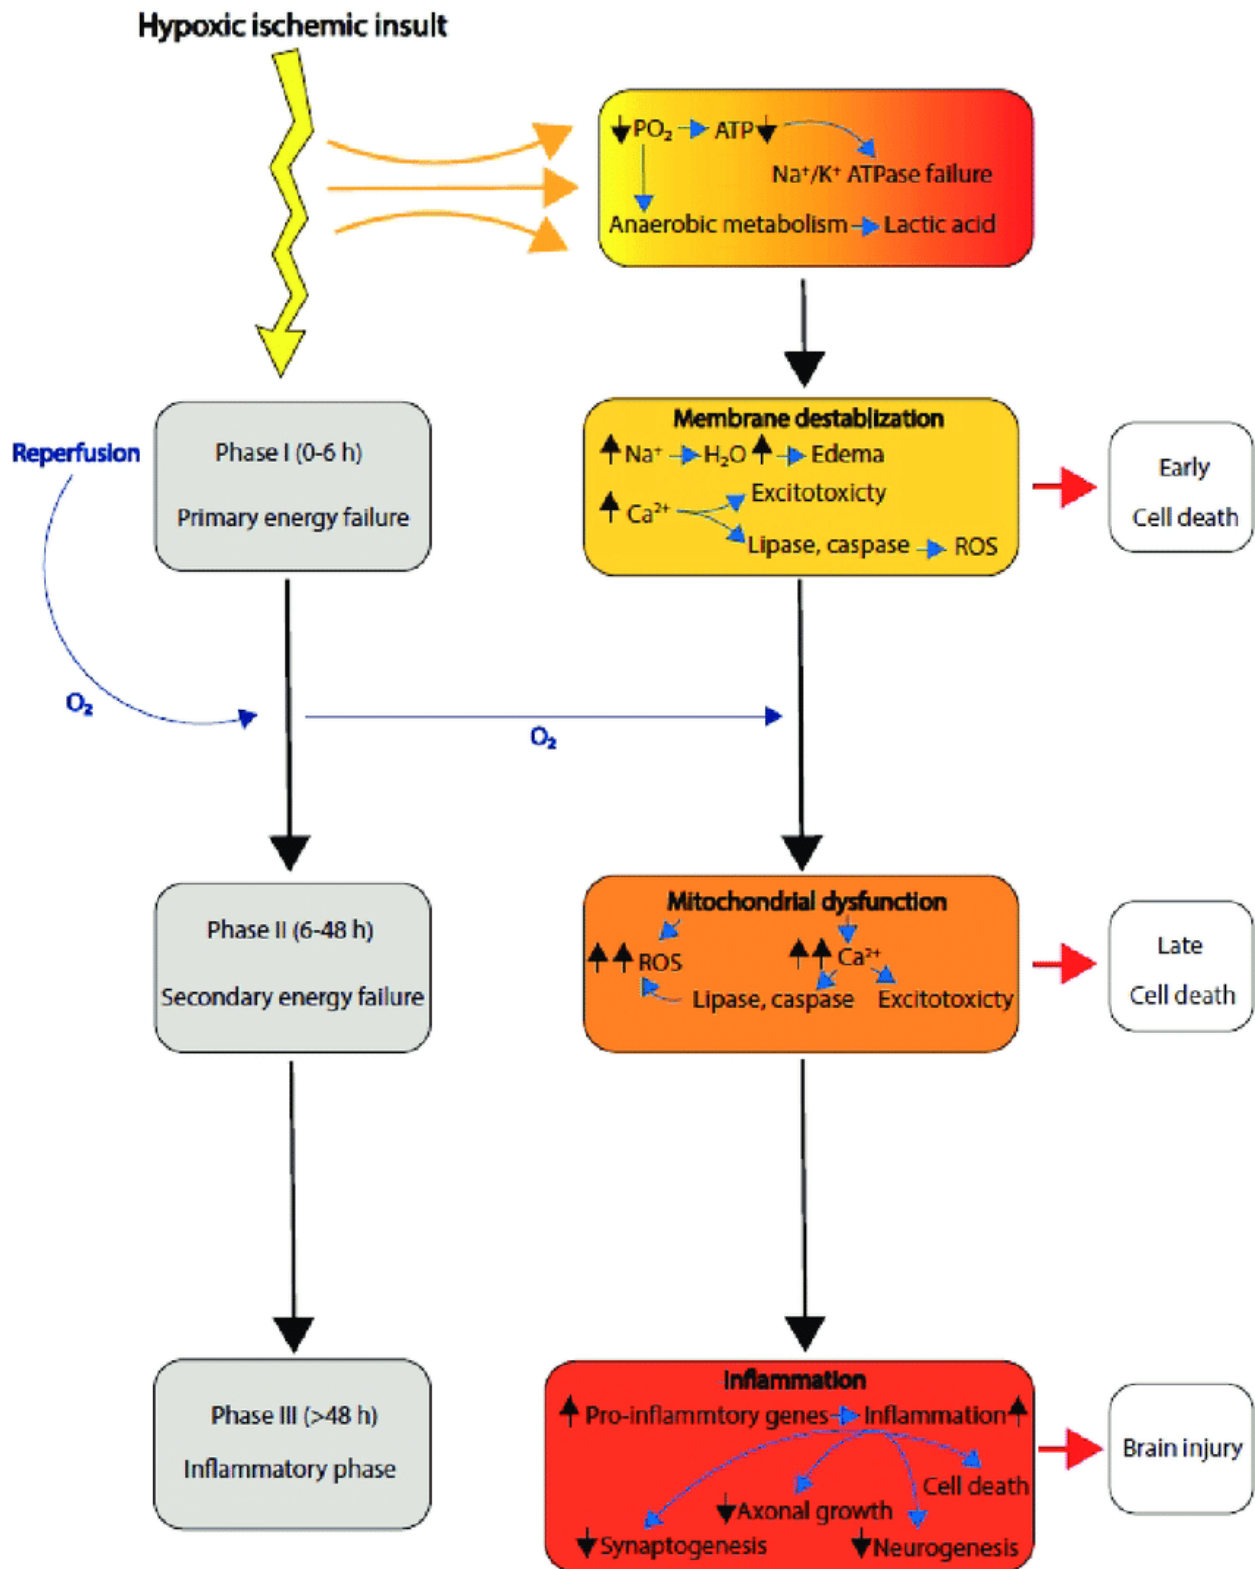 Hypoxic ischemic insult
PO₂ ATP
Na⁺/K⁺ ATPase failure
Anaerobic metabolism Lactic acid
Reperfusion
O₂
O₂
Phase I (0-6 h)
Primary energy failure
Membrane destablization
Na⁺ H₂O Edema
Excitotoxicty
Ca²⁺
Lipase, caspase ROS
Early
Cell death
Phase II (6-48 h)
Secondary energy failure
Mitochondrial dysfunction
ROS Ca²⁺
Lipase, caspase Excitotoxicty
Late
Cell death
Phase III (>48 h)
Inflammatory phase
Inflammation
Pro-inflammtory genes Inflammation
Cell death
Axonal growth
Synaptogenesis Neurogenesis
Brain injury